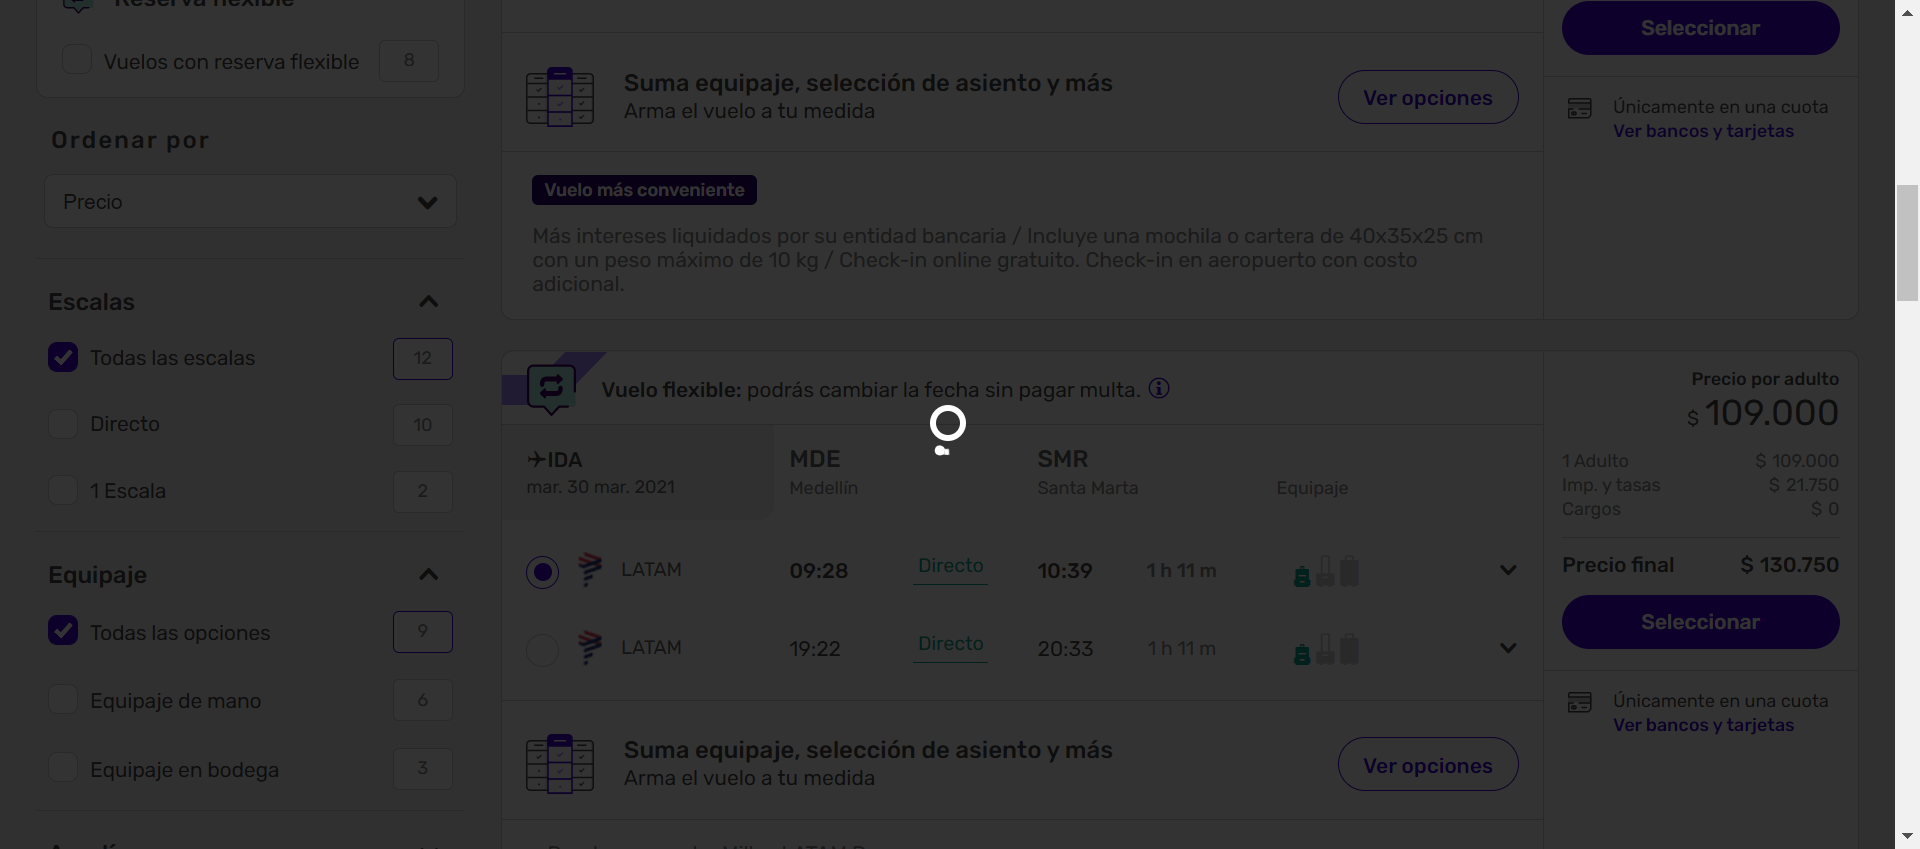 Reserva flexible
Vuelos con reserva flexible
8
Ordenar por
Precio
Escalas
Todas las escalas
12
Directo
10
1 Escala
2
Equipaje
Todas las opciones
9
Equipaje de mano
6
Equipaje en bodega
3
Suma equipaje, selección de asiento y más
Arma el vuelo a tu medida
Ver opciones
Vuelo más conveniente
Más intereses liquidados por su entidad bancaria / Incluye una mochila o cartera de 40x35x25 cm
con un peso máximo de 10 kg / Check-in online gratuito. Check-in en aeropuerto con costo
adicional.
Seleccionar
Únicamente en una cuota
Ver bancos y tarjetas
Vuelo flexible: podrás cambiar la fecha sin pagar multa.
IDA
mar. 30 mar. 2021
MDE
Medellín
SMR
Santa Marta
Equipaje
LATAM 09:28 Directo 10:39 1 h 11 m
LATAM 19:22 Directo 20:33 1 h 11 m
Suma equipaje, selección de asiento y más
Arma el vuelo a tu medida
Ver opciones
Precio por adulto
$ 109.000
1 Adulto $ 109.000
Imp. y tasas $ 21.750
Cargos $ 0
Precio final $ 130.750
Seleccionar
Únicamente en una cuota
Ver bancos y tarjetas